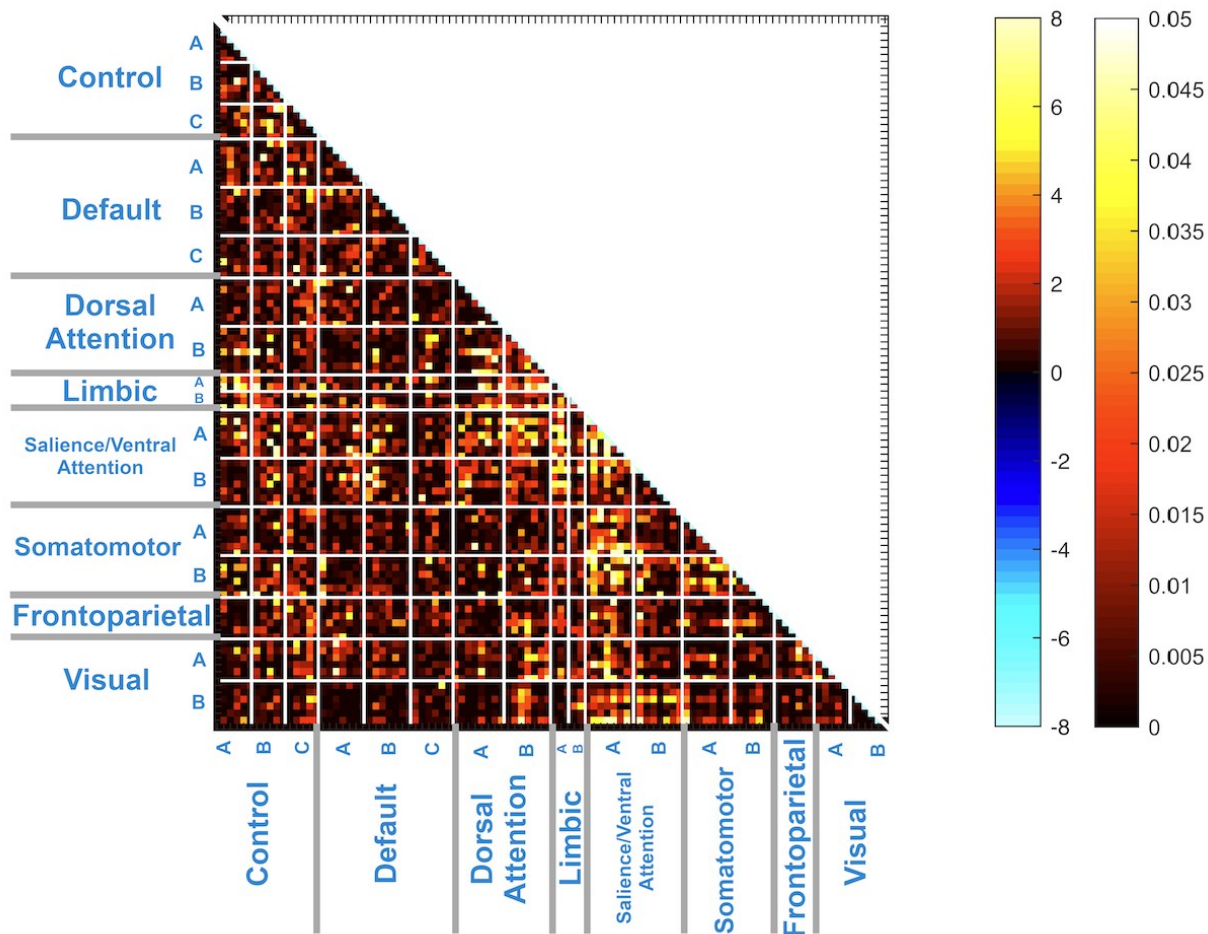 A
Control
B
C
A
Default
B
C
Dorsal
Attention
A
B
Limbic
A
B
Salience/Ventral
Attention
A
B
Somatomotor
A
B
Frontoparietal
Visual
A
B
A B C A B C A B A B A B A B A B
Control
Default
Dorsal
Attention
Limbic
Salience/Ventral
Attention
Somatomotor
Frontoparietal
Visual
8
6
4
2
0
-2
-4
-6
-8
0.05
0.045
0.04
0.035
0.03
0.025
0.02
0.015
0.01
0.005
0